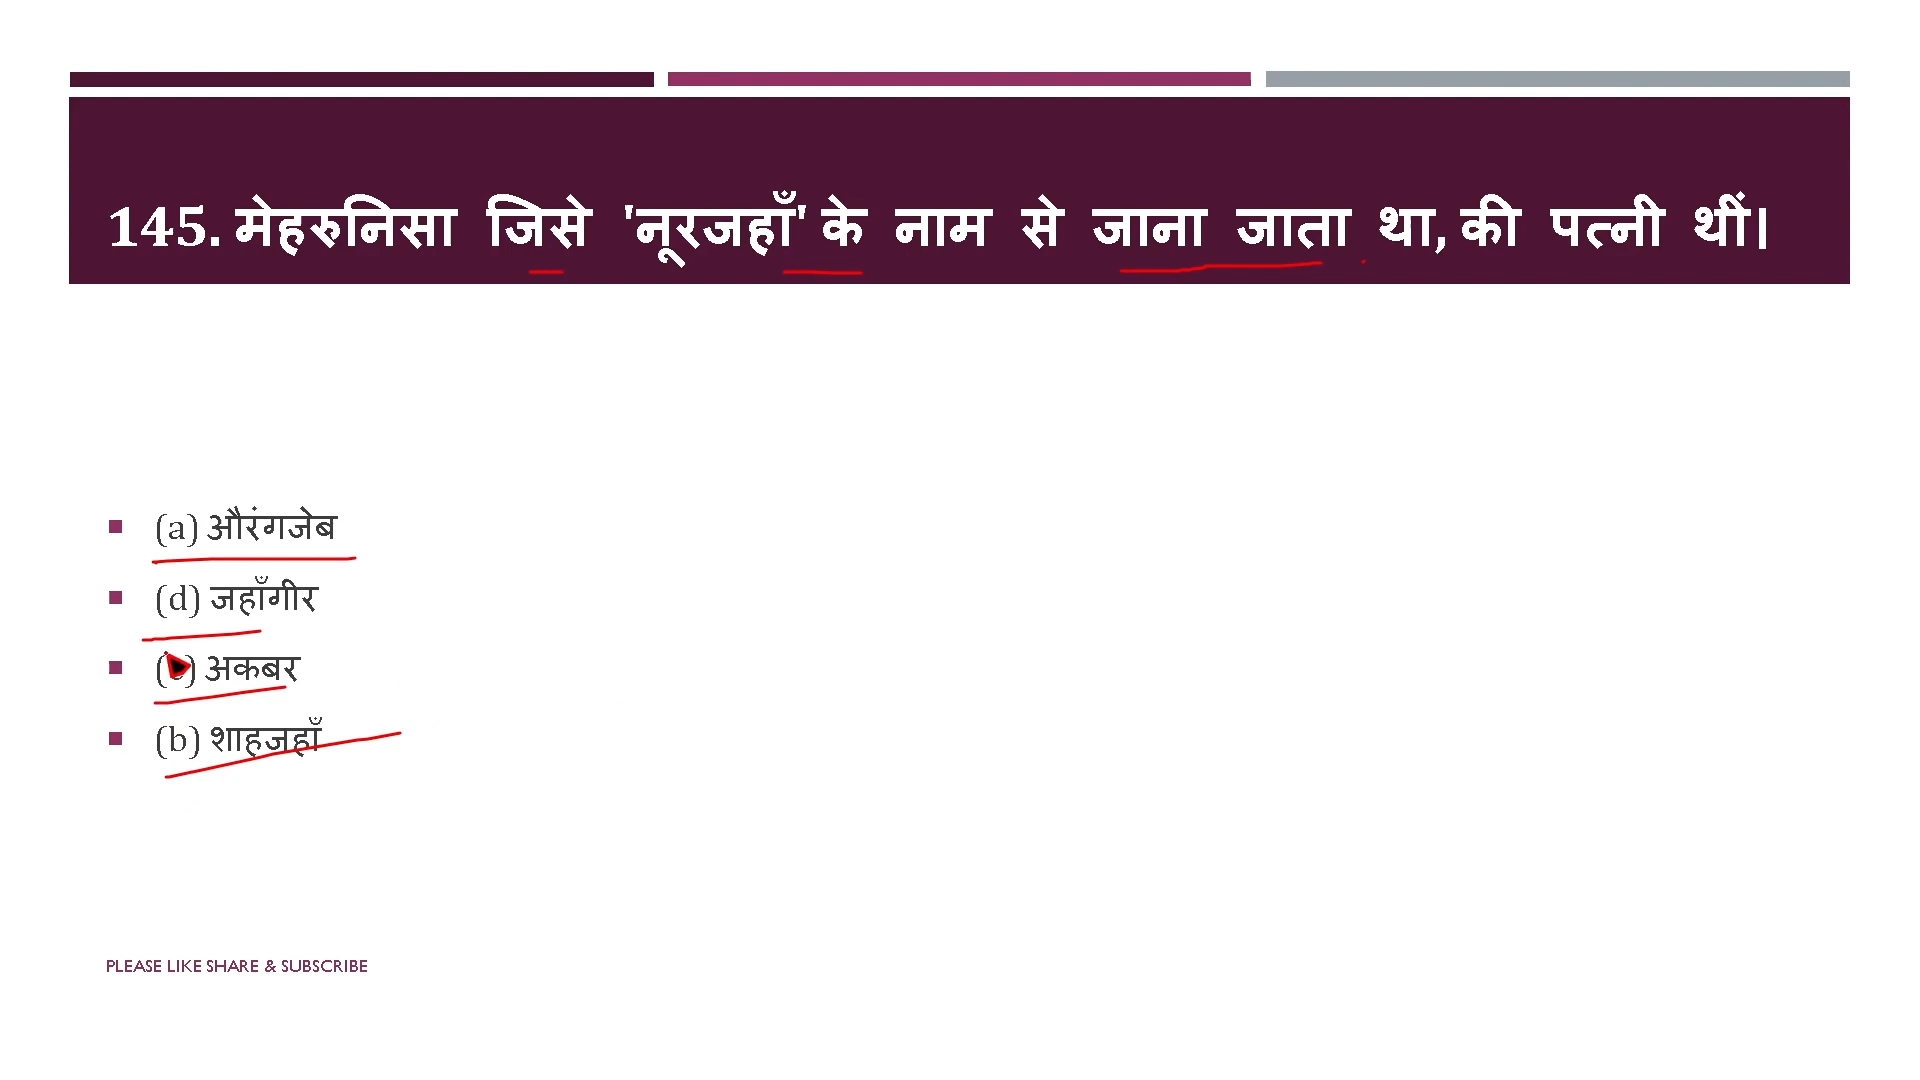 145. मेहरुनिसा जिसे 'नूरजहाँ' के नाम से जाना जाता था, की पत्नी थीं।
(a) औरंगजेब
(d) जहाँगीर
अकबर
(b) शाहजहाँ
PLEASE LIKE SHARE & SUBSCRIBE